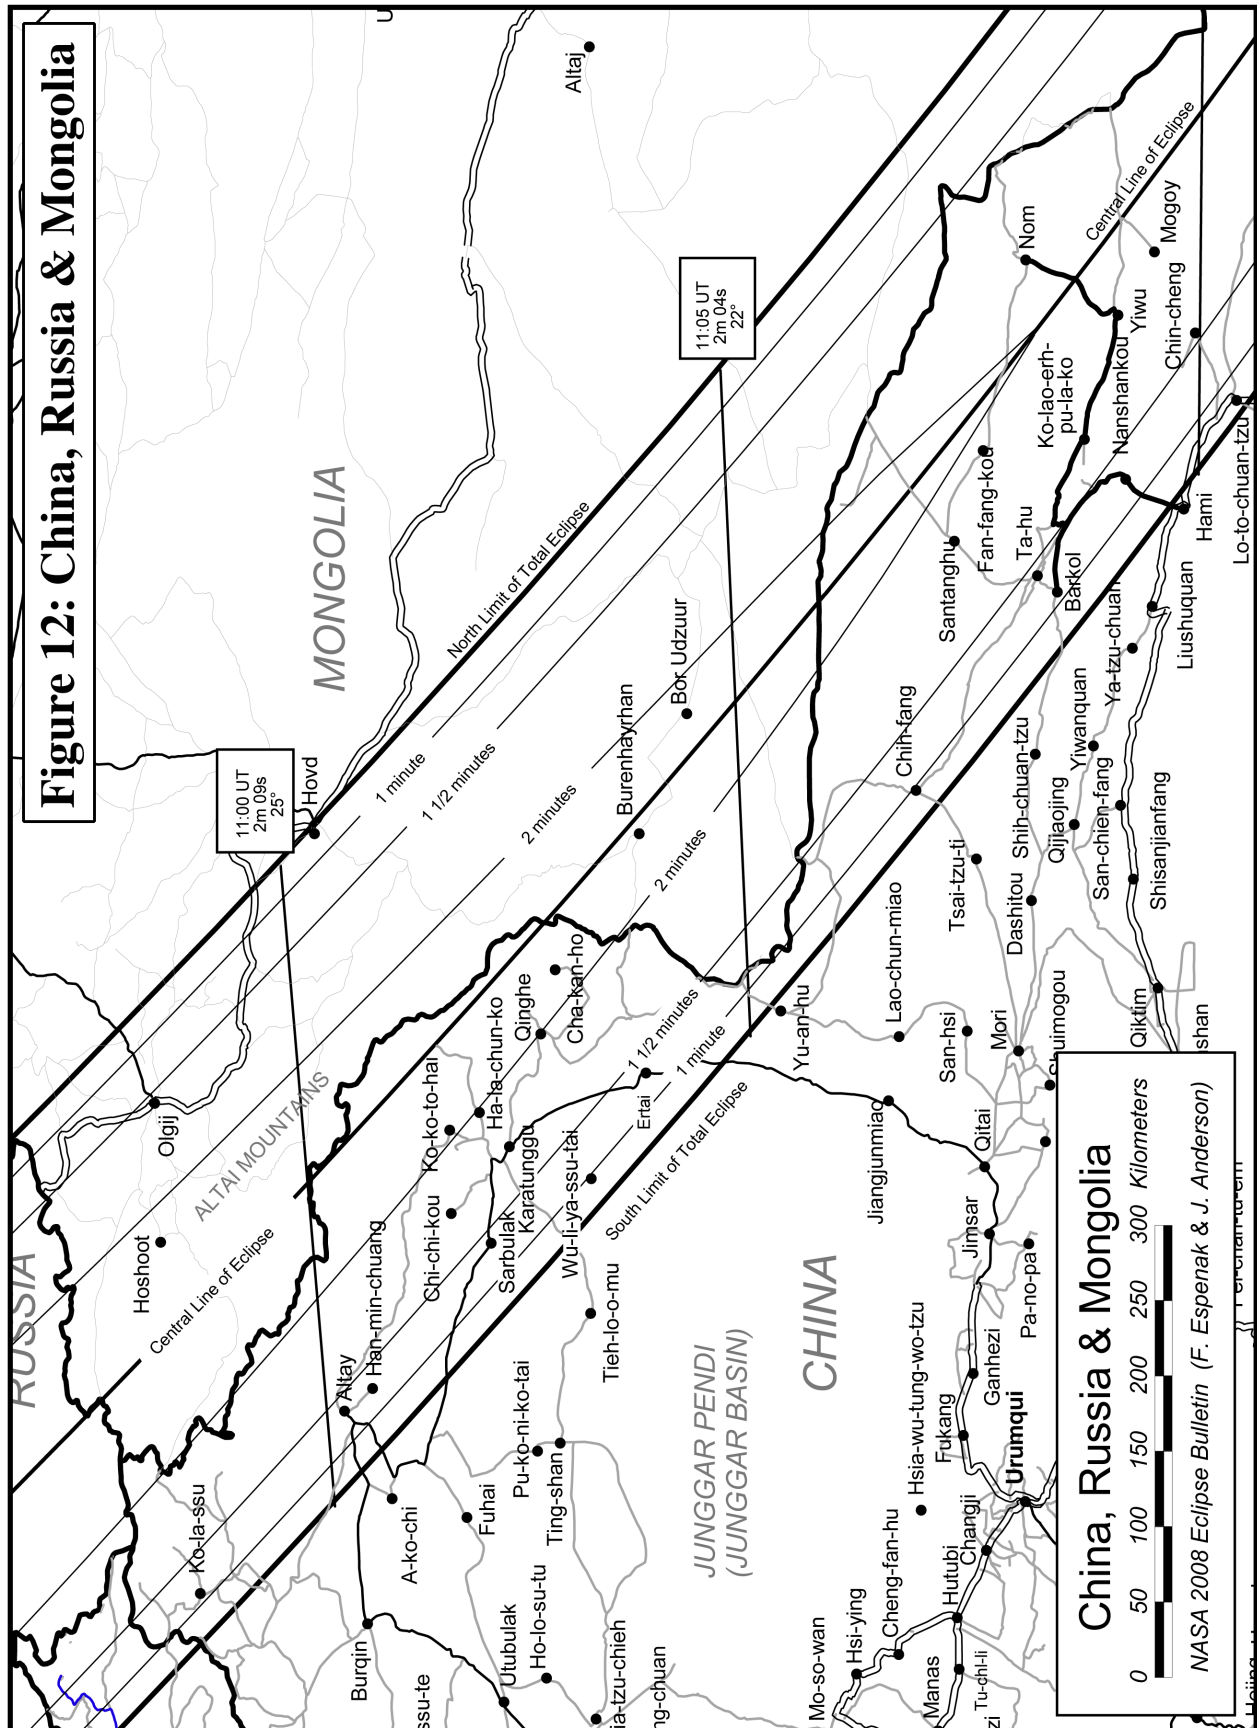 Figure 12: China, Russia & Mongolia
RUSSIA
MONGOLIA
CHINA
ALTAI MOUNTAINS
JUNGGAR PENDI
(JUNGGAR BASIN)
11:00 UT
2m 09s
25°
11:05 UT
2m 04s
22°
North Limit of Total Eclipse
1 minute
1 1/2 minutes
2 minutes
Central Line of Eclipse
Central Line of Eclipse
2 minutes
1 1/2 minutes
1 minute
South Limit of Total Eclipse
Altaj
Hovd
Olgij
Hoshoot
Bor Udzuur
Burenhayrhan
Ko-la-ssu
Altay
Han-min-chuang
Chi-chi-kou
Ko-ko-to-hai
Ha-la-chun-ko
Qinghe
Cha-kan-ho
Sarbulak
Karatunggu
Ertai
Wu-li-ya-ssu-tai
Tieh-lo-o-mu
Pu-ko-ni-ko-tai
Ting-shan
Fuhai
A-ko-chi
Burqin
Utubulak
Ho-lo-su-tu
Yu-an-hu
Lao-chun-miao
San-hsi
Mori
Jiangjunmiao
Qitai
Jimsar
Pa-no-pa
Ganhezi
Fukang
Urumqui
Hsia-wu-tung-wo-tzu
Changji
Hutubi
Cheng-fan-hu
Hsi-ying
Mo-so-wan
Manas
Tu-chi-li
Chih-fang
Tsai-tzu-ti
Dashitou
Shih-chuan-tzu
Qijiaojing
Yiwanquan
San-chien-fang
Shisanjianfang
Qiktim
Ya-tzu-chuan
Liushuquan
Santanghu
Fan-fang-kou
Ta-hu
Barkol
Ko-lao-erh-
pu-la-ko
Nanshankou
Nom
Yiwu
Mogoy
Chin-cheng
Hami
Lo-to-chuan-tzu
China, Russia & Mongolia
0 50 100 150 200 250 300 Kilometers
NASA 2008 Eclipse Bulletin (F. Espenak & J. Anderson)